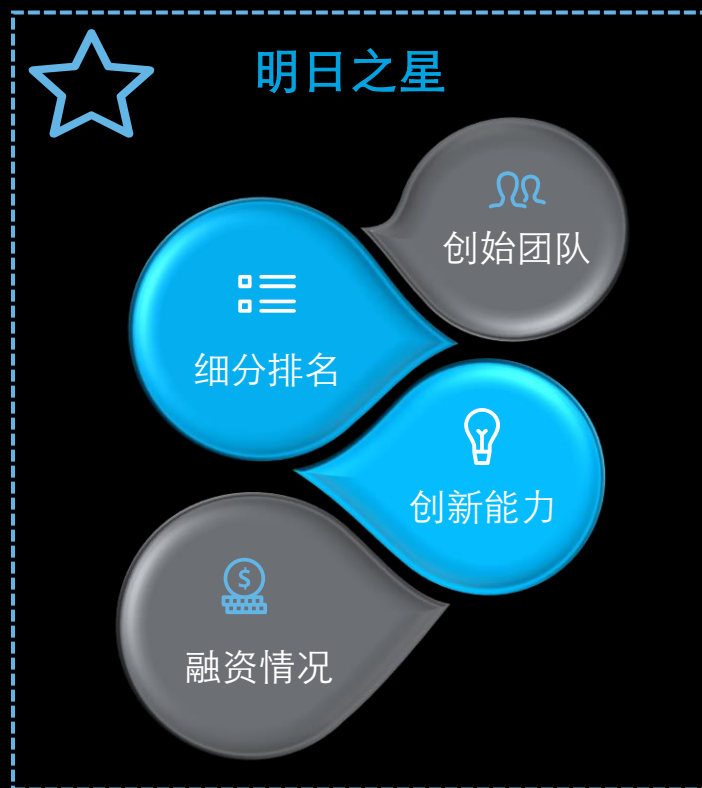 明日之星
创始团队
细分排名
创新能力
融资情况